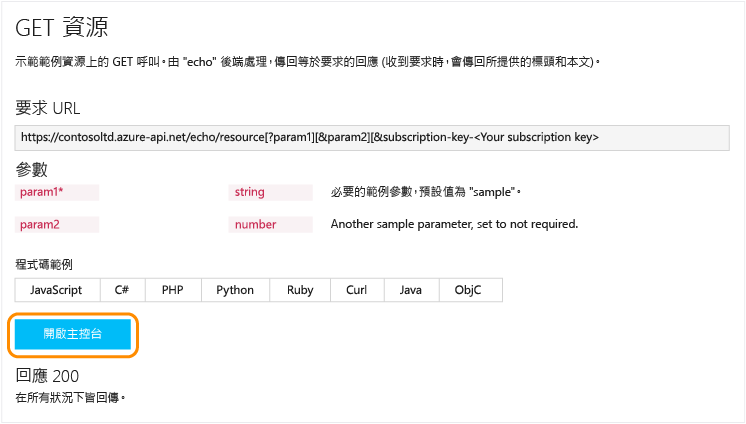 GET 資源
示範範例資源上的 GET 呼叫。由 "echo" 後端處理，傳回等於要求的回應 (收到要求時，會傳回所提供的標頭和本文)。
要求 URL
https://contosoltd.azure-api.net/echo/resource[?param1][&param2][&subscription-key-<Your subscription key>
參數
param1* string 必要的範例參數，預設值為 "sample"。
param2 number Another sample parameter, set to not required.
程式碼範例
JavaScript C# PHP Python Ruby Curl Java ObjC
開啟主控台
回應 200
在所有狀況下皆回傳。